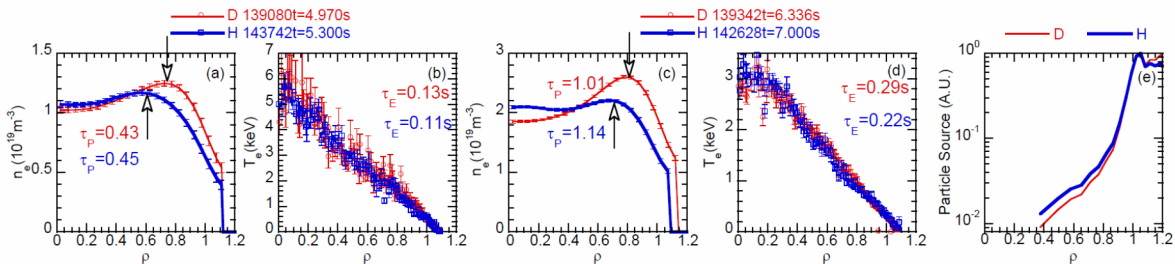 D 139080t=4.970s
H 143742t=5.300s
D 139342t=6.336s
H 142628t=7.000s
1.5
1
0.5
0
n_e(10^19m^-3)
(a)
τ_P=0.43
τ_P=0.45
0 0.2 0.4 0.6 0.8 1 1.2
ρ
7
6
5
4
3
2
1
0
T_e(keV)
(b)
τ_E=0.13s
τ_E=0.11s
0 0.2 0.4 0.6 0.8 1 1.2
ρ
3
2
1
0
n_e(10^19m^-3)
(c)
τ_P=1.01
τ_P=1.14
0 0.2 0.4 0.6 0.8 1 1.2
ρ
3
2
1
0
T_e(keV)
(d)
τ_E=0.29s
τ_E=0.22s
0 0.2 0.4 0.6 0.8 1 1.2
ρ
10^0
10^-1
10^-2
Particle Source (A.U.)
D H
(e)
0 0.2 0.4 0.6 0.8 1 1.2
ρ